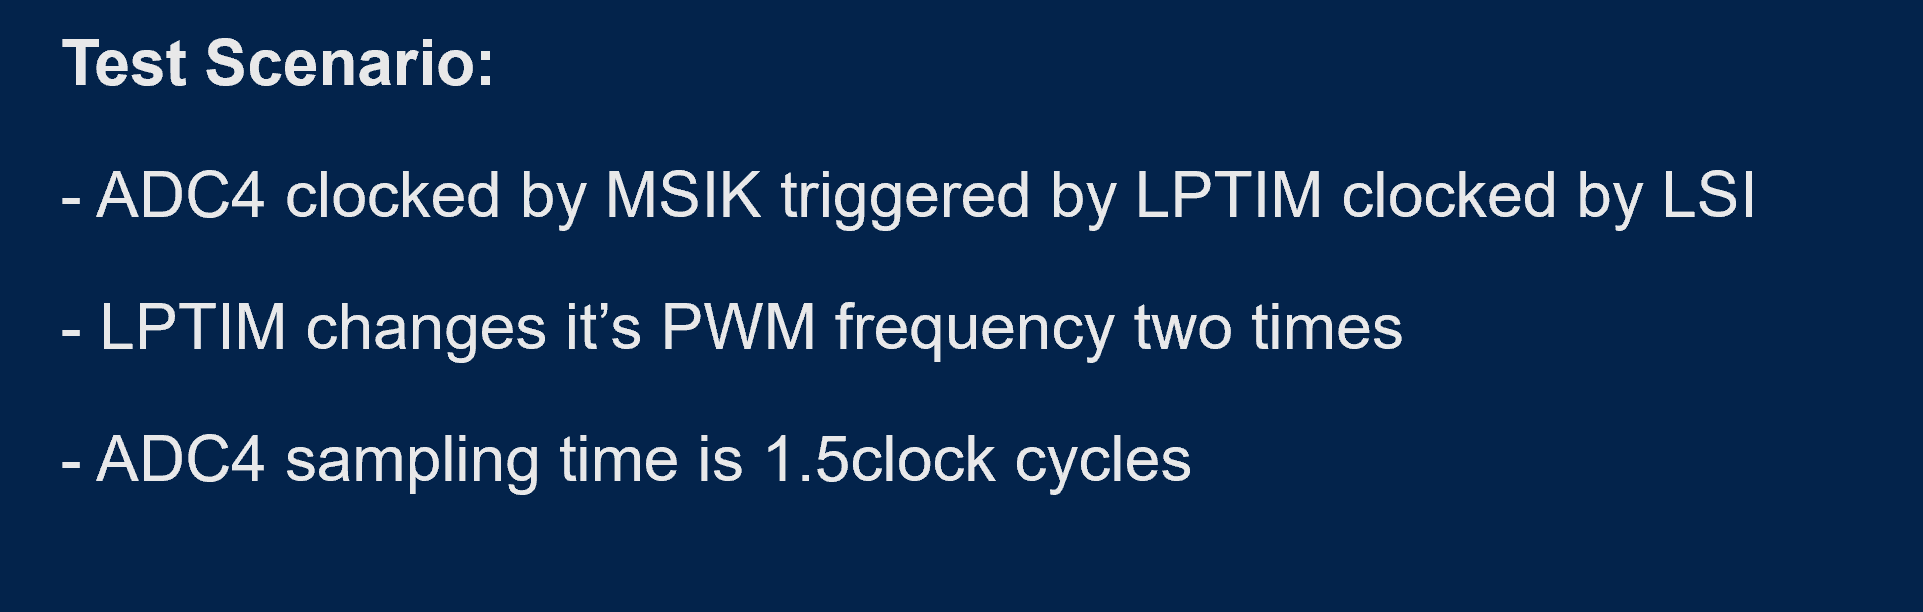 Test Scenario:
- ADC4 clocked by MSIK triggered by LPTIM clocked by LSI
- LPTIM changes it’s PWM frequency two times
- ADC4 sampling time is 1.5clock cycles